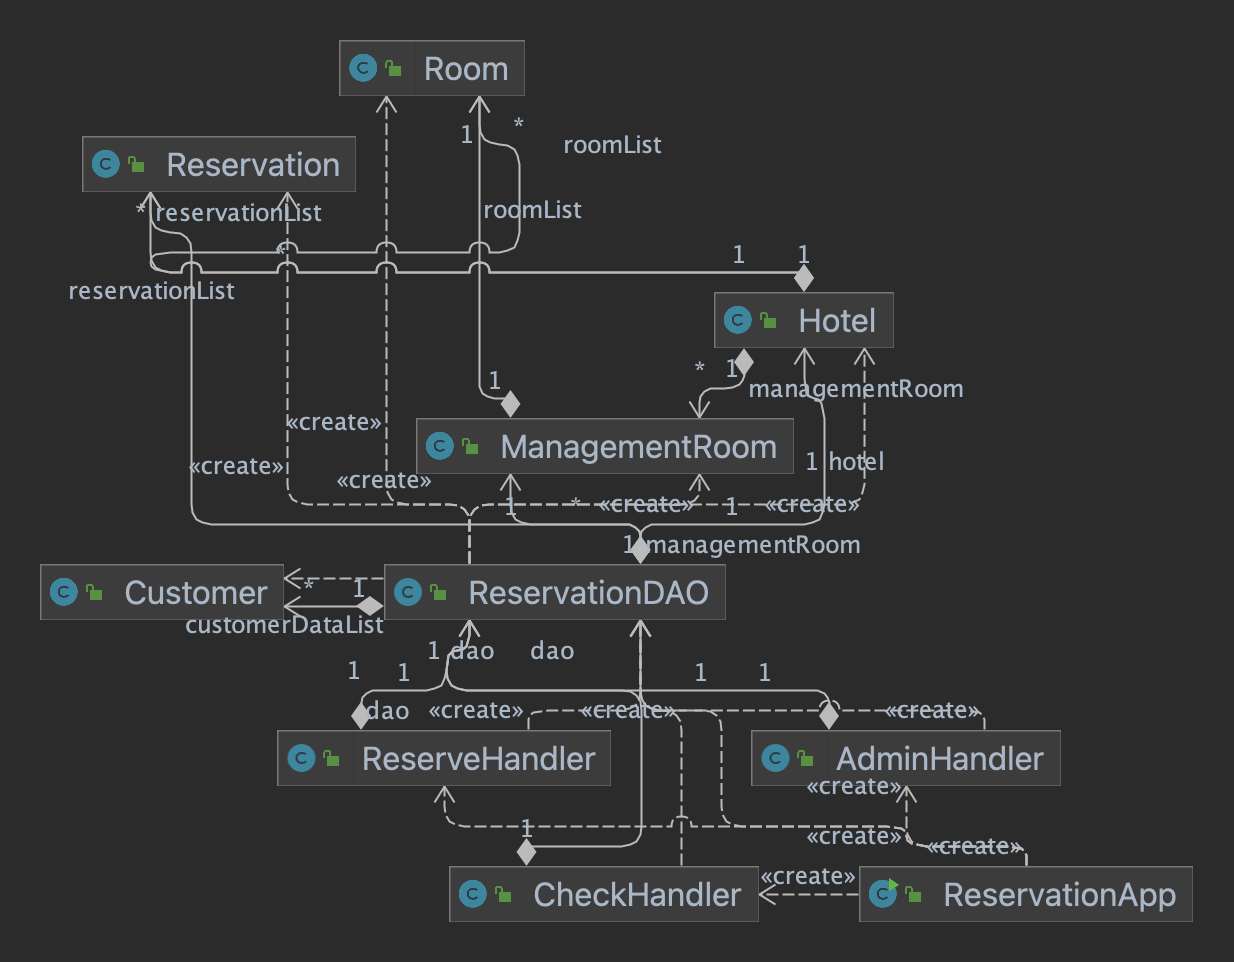 C Room
1
*
roomList
C Reservation
* reservationList
roomList
*
1
1
reservationList
C Hotel
*
1
managementRoom
1
«create»
C ManagementRoom
1 hotel
«create»
«create»
1
*
«create»
1
«create»
1 managementRoom
C Customer
*
1
C ReservationDAO
customerDataList
1 dao
dao
1
1
1
1
dao
«create»
«create»
«create»
C ReserveHandler
C AdminHandler
«create»
1
«create»
«create»
C CheckHandler
«create»
C ReservationApp